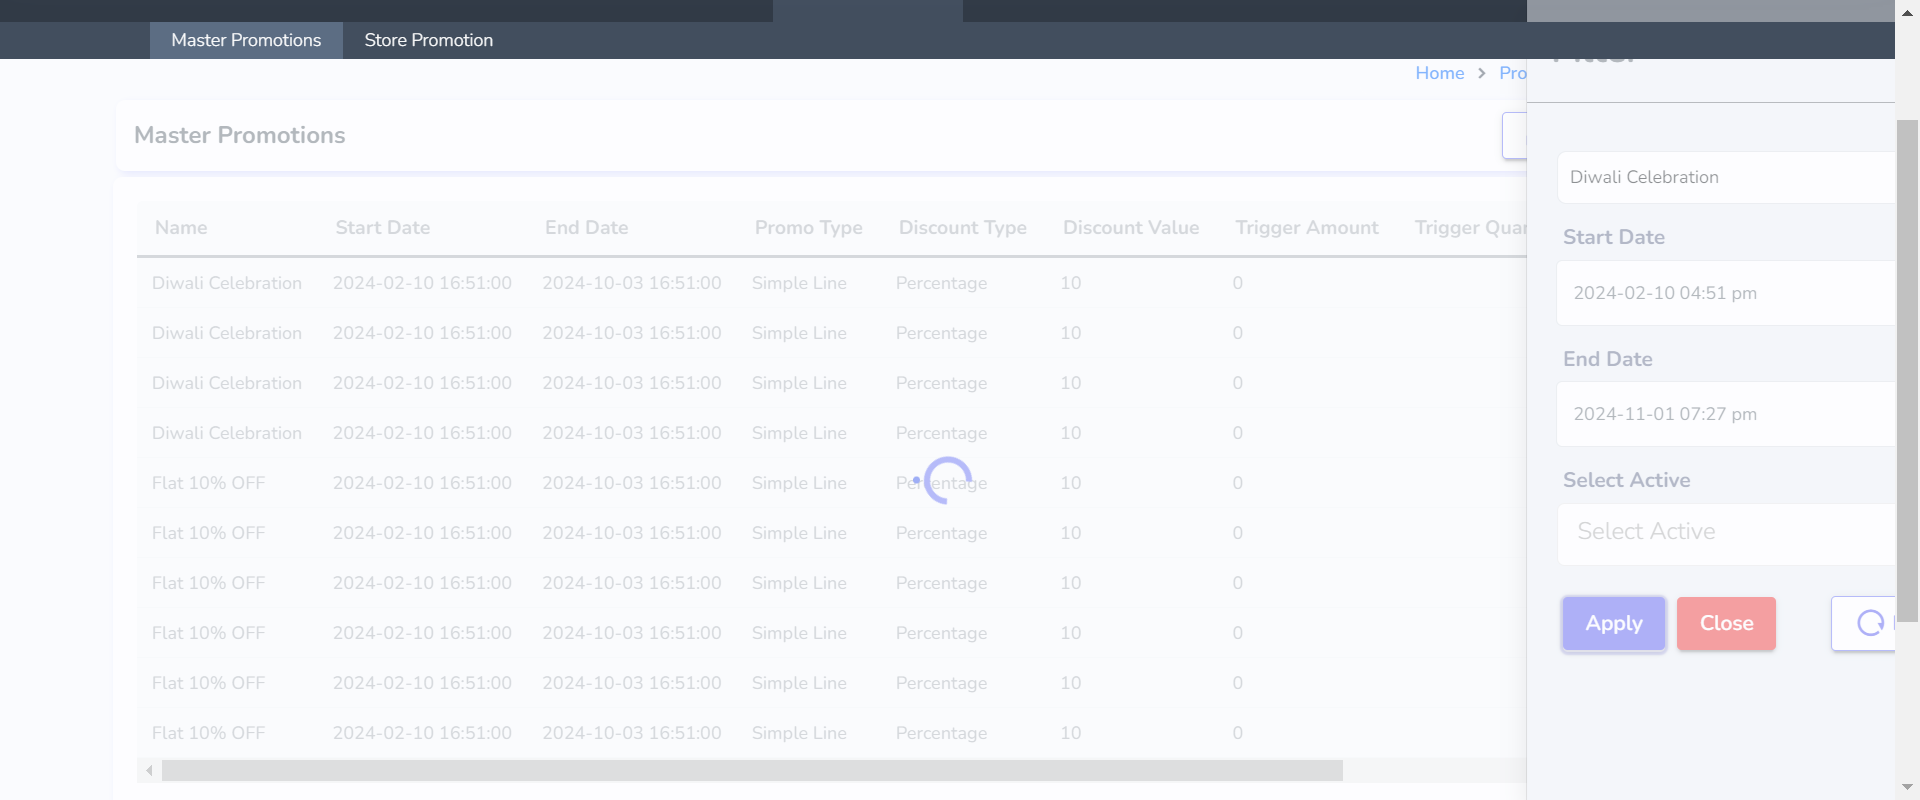 Master Promotions Store Promotion
Home Pro
Filter
Master Promotions
Name Start Date End Date Promo Type Discount Type Discount Value Trigger Amount Trigger Quan
Diwali Celebration 2024-02-10 16:51:00 2024-10-03 16:51:00 Simple Line Percentage 10 0
Diwali Celebration 2024-02-10 16:51:00 2024-10-03 16:51:00 Simple Line Percentage 10 0
Diwali Celebration 2024-02-10 16:51:00 2024-10-03 16:51:00 Simple Line Percentage 10 0
Diwali Celebration 2024-02-10 16:51:00 2024-10-03 16:51:00 Simple Line Percentage 10 0
Flat 10% OFF 2024-02-10 16:51:00 2024-10-03 16:51:00 Simple Line Percentage 10 0
Flat 10% OFF 2024-02-10 16:51:00 2024-10-03 16:51:00 Simple Line Percentage 10 0
Flat 10% OFF 2024-02-10 16:51:00 2024-10-03 16:51:00 Simple Line Percentage 10 0
Flat 10% OFF 2024-02-10 16:51:00 2024-10-03 16:51:00 Simple Line Percentage 10 0
Flat 10% OFF 2024-02-10 16:51:00 2024-10-03 16:51:00 Simple Line Percentage 10 0
Flat 10% OFF 2024-02-10 16:51:00 2024-10-03 16:51:00 Simple Line Percentage 10 0
Diwali Celebration
Start Date
2024-02-10 04:51 pm
End Date
2024-11-01 07:27 pm
Select Active
Select Active
Apply Close